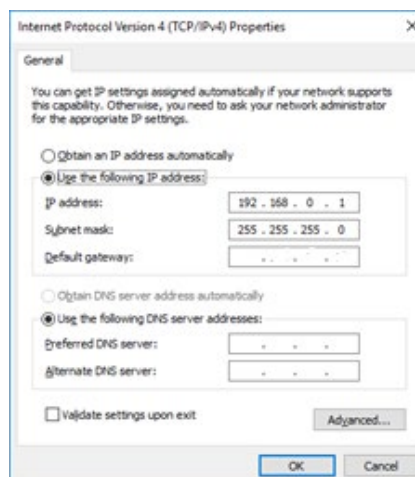 Internet Protocol Version 4 (TCP/IPv4) Properties
General
You can get IP settings assigned automatically if your network supports
this capability. Otherwise, you need to ask your network administrator
for the appropriate IP settings.
Obtain an IP address automatically
Use the following IP address:
IP address: 192 . 168 . 0 . 1
Subnet mask: 255 . 255 . 255 . 0
Default gateway: . . .
Obtain DNS server address automatically
Use the following DNS server addresses:
Preferred DNS server: . . .
Alternate DNS server: . . .
Validate settings upon exit
Advanced...
OK Cancel